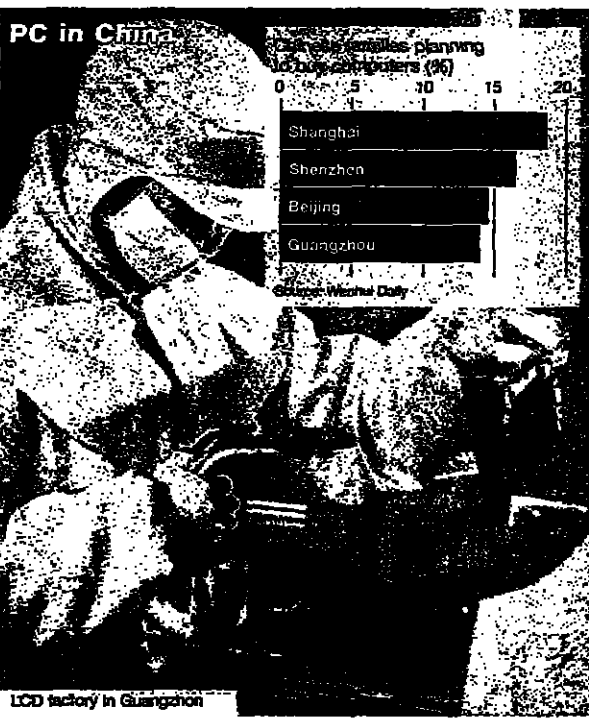 PC in China
Chinese families planning
to buy computers (%)
0 5 10 15 20
Shanghai
Shenzhen
Beijing
Guangzhou
Source: Wenhui Daily
LCD factory in Guangzhou